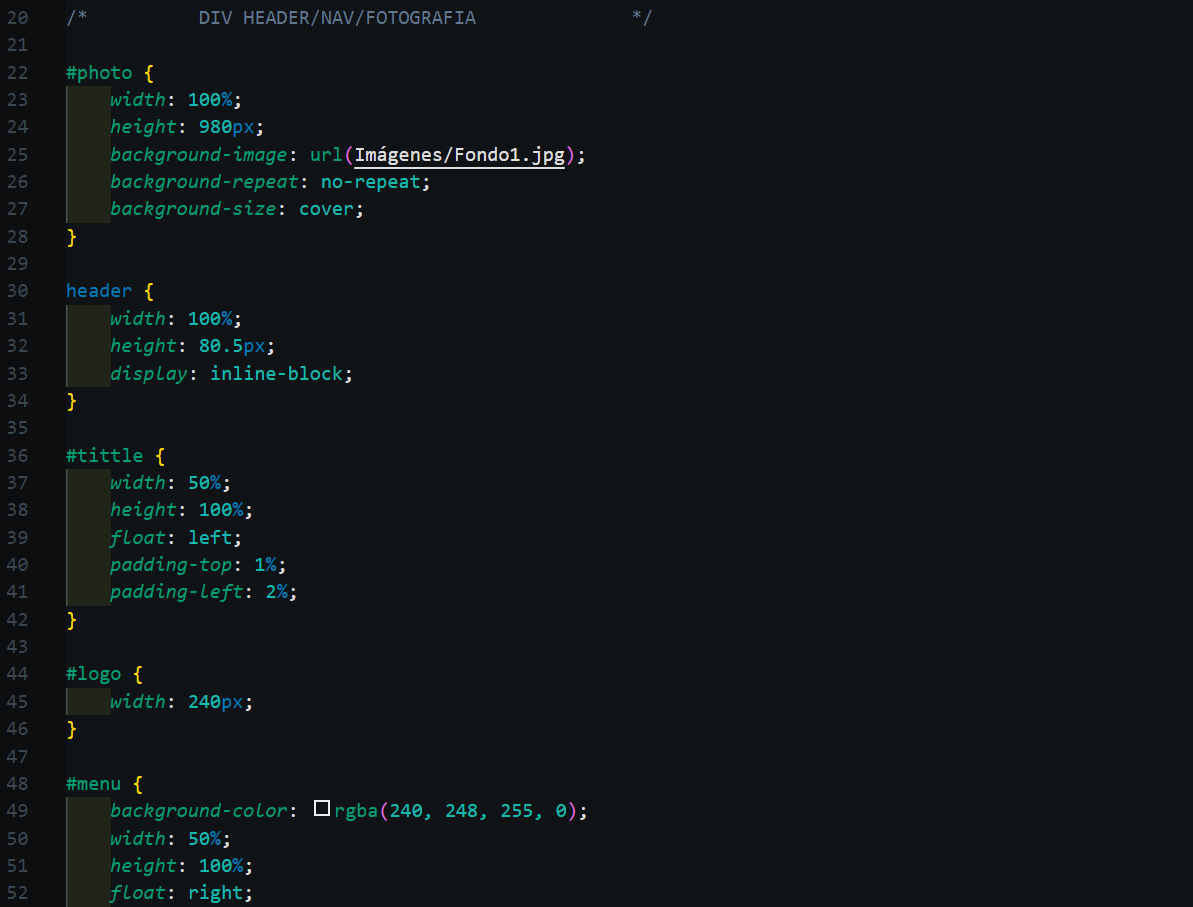 20 /*          DIV HEADER/NAV/FOTOGRAFIA              */
21
22 #photo {
23     width: 100%;
24     height: 980px;
25     background-image: url(Imágenes/Fondo1.jpg);
26     background-repeat: no-repeat;
27     background-size: cover;
28 }
29
30 header {
31     width: 100%;
32     height: 80.5px;
33     display: inline-block;
34 }
35
36 #tittle {
37     width: 50%;
38     height: 100%;
39     float: left;
40     padding-top: 1%;
41     padding-left: 2%;
42 }
43
44 #logo {
45     width: 240px;
46 }
47
48 #menu {
49     background-color: rgba(240, 248, 255, 0);
50     width: 50%;
51     height: 100%;
52     float: right;